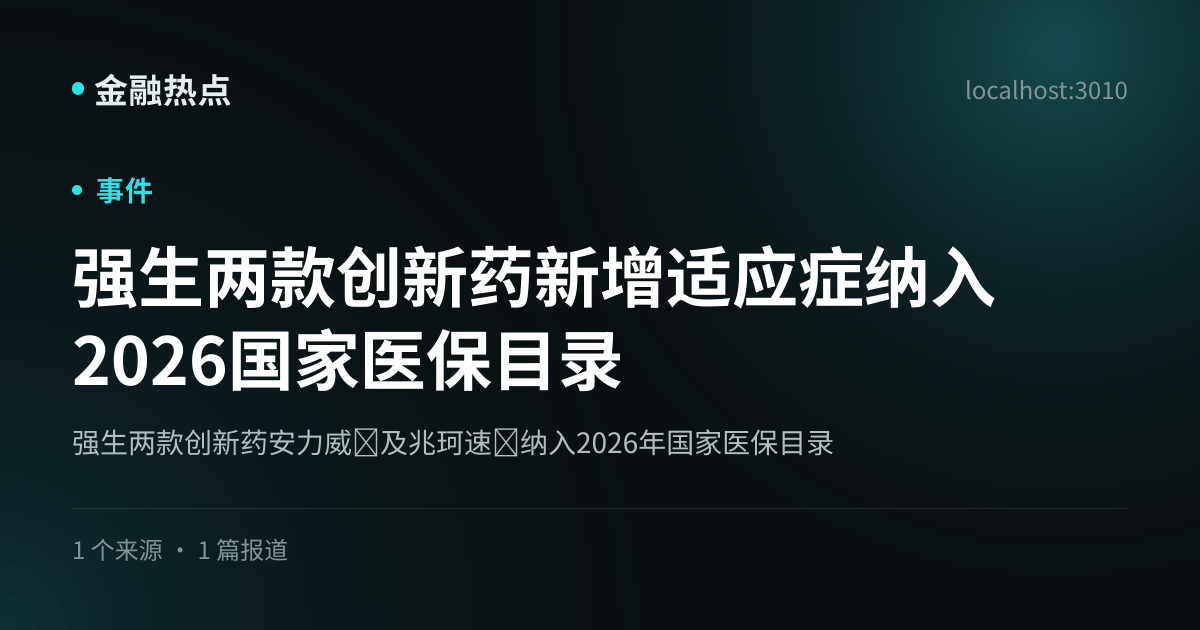 金融热点
localhost:3010
事件
强生两款创新药新增适应症纳入
2026国家医保目录
强生两款创新药安力威及兆珂速纳入2026年国家医保目录
1 个来源 · 1 篇报道